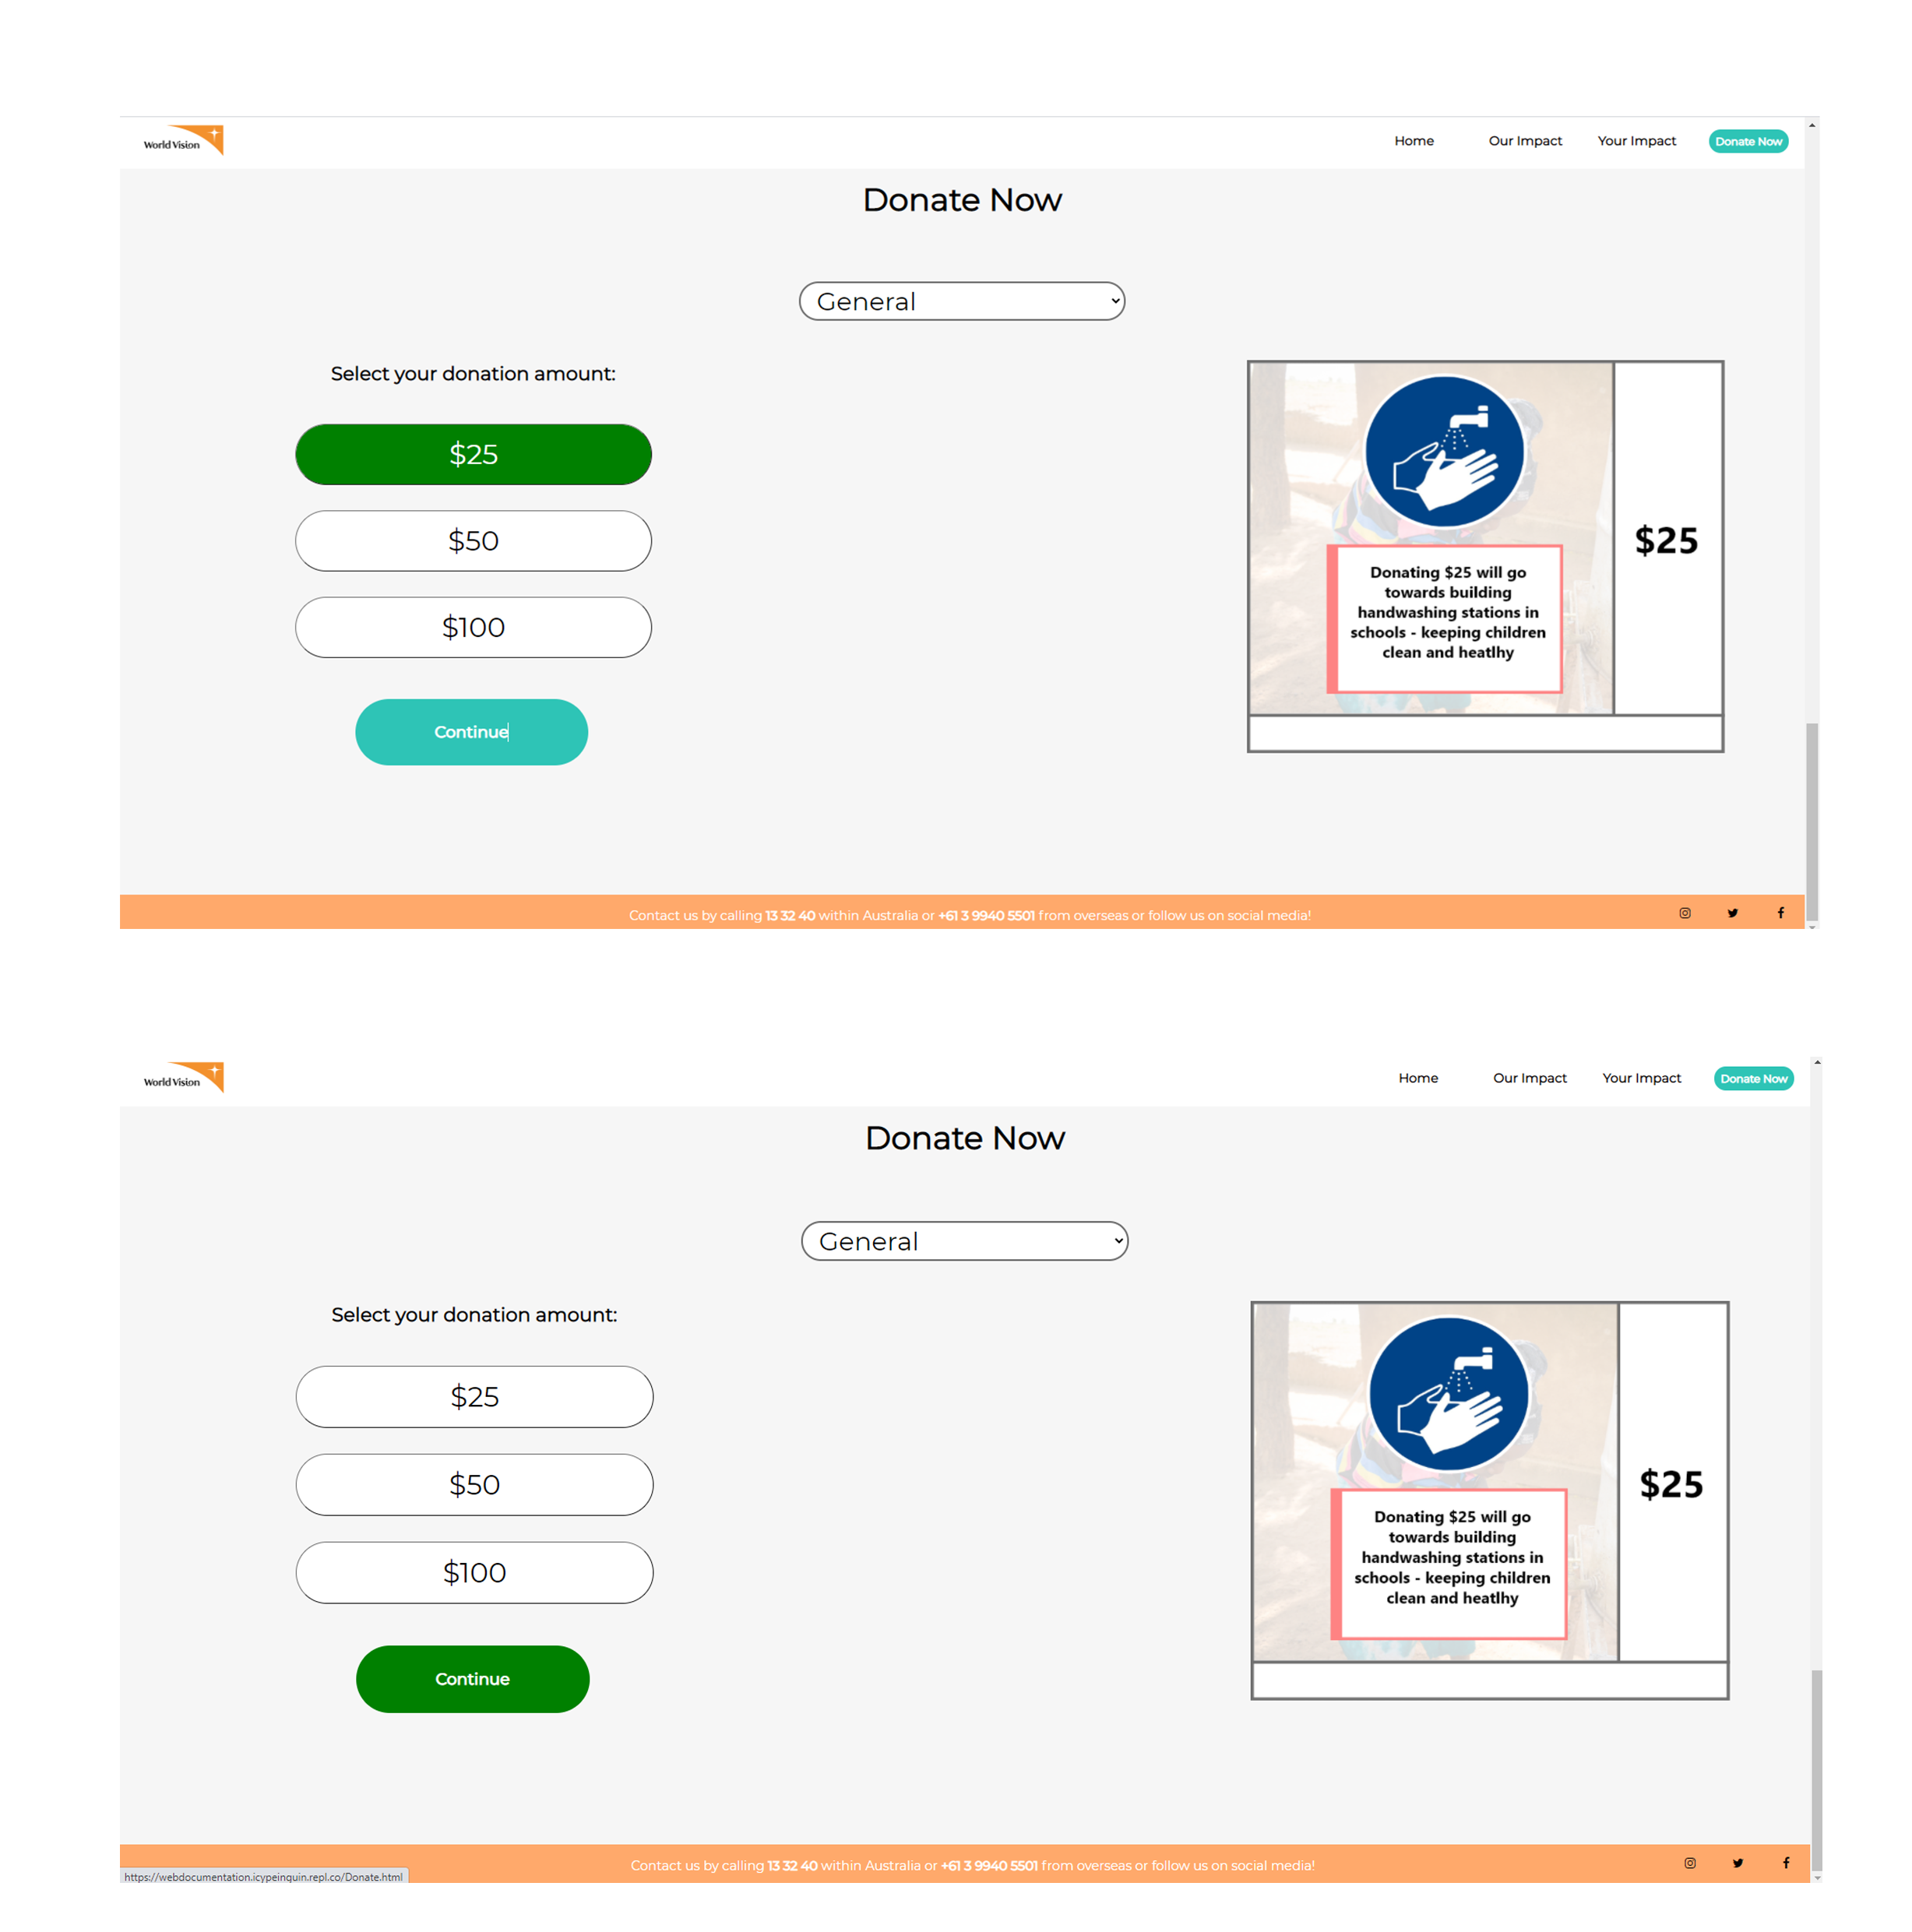 World Vision
Home Our Impact Your Impact Donate Now
Donate Now
General
Select your donation amount:
$25
$50
$100
Continue
Donating $25 will go
towards building
handwashing stations in
schools - keeping children
clean and heatlhy
$25
Contact us by calling 13 32 40 within Australia or +61 3 9940 5501 from overseas or follow us on social media!
World Vision
Home Our Impact Your Impact Donate Now
Donate Now
General
Select your donation amount:
$25
$50
$100
Continue
Donating $25 will go
towards building
handwashing stations in
schools - keeping children
clean and heatlhy
$25
Contact us by calling 13 32 40 within Australia or +61 3 9940 5501 from overseas or follow us on social media!
https://webdocumentation.icypeinguin.repl.co/Donate.html